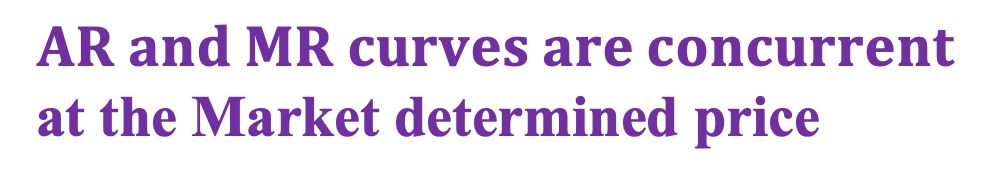 AR and MR curves are concurrent
at the Market determined price